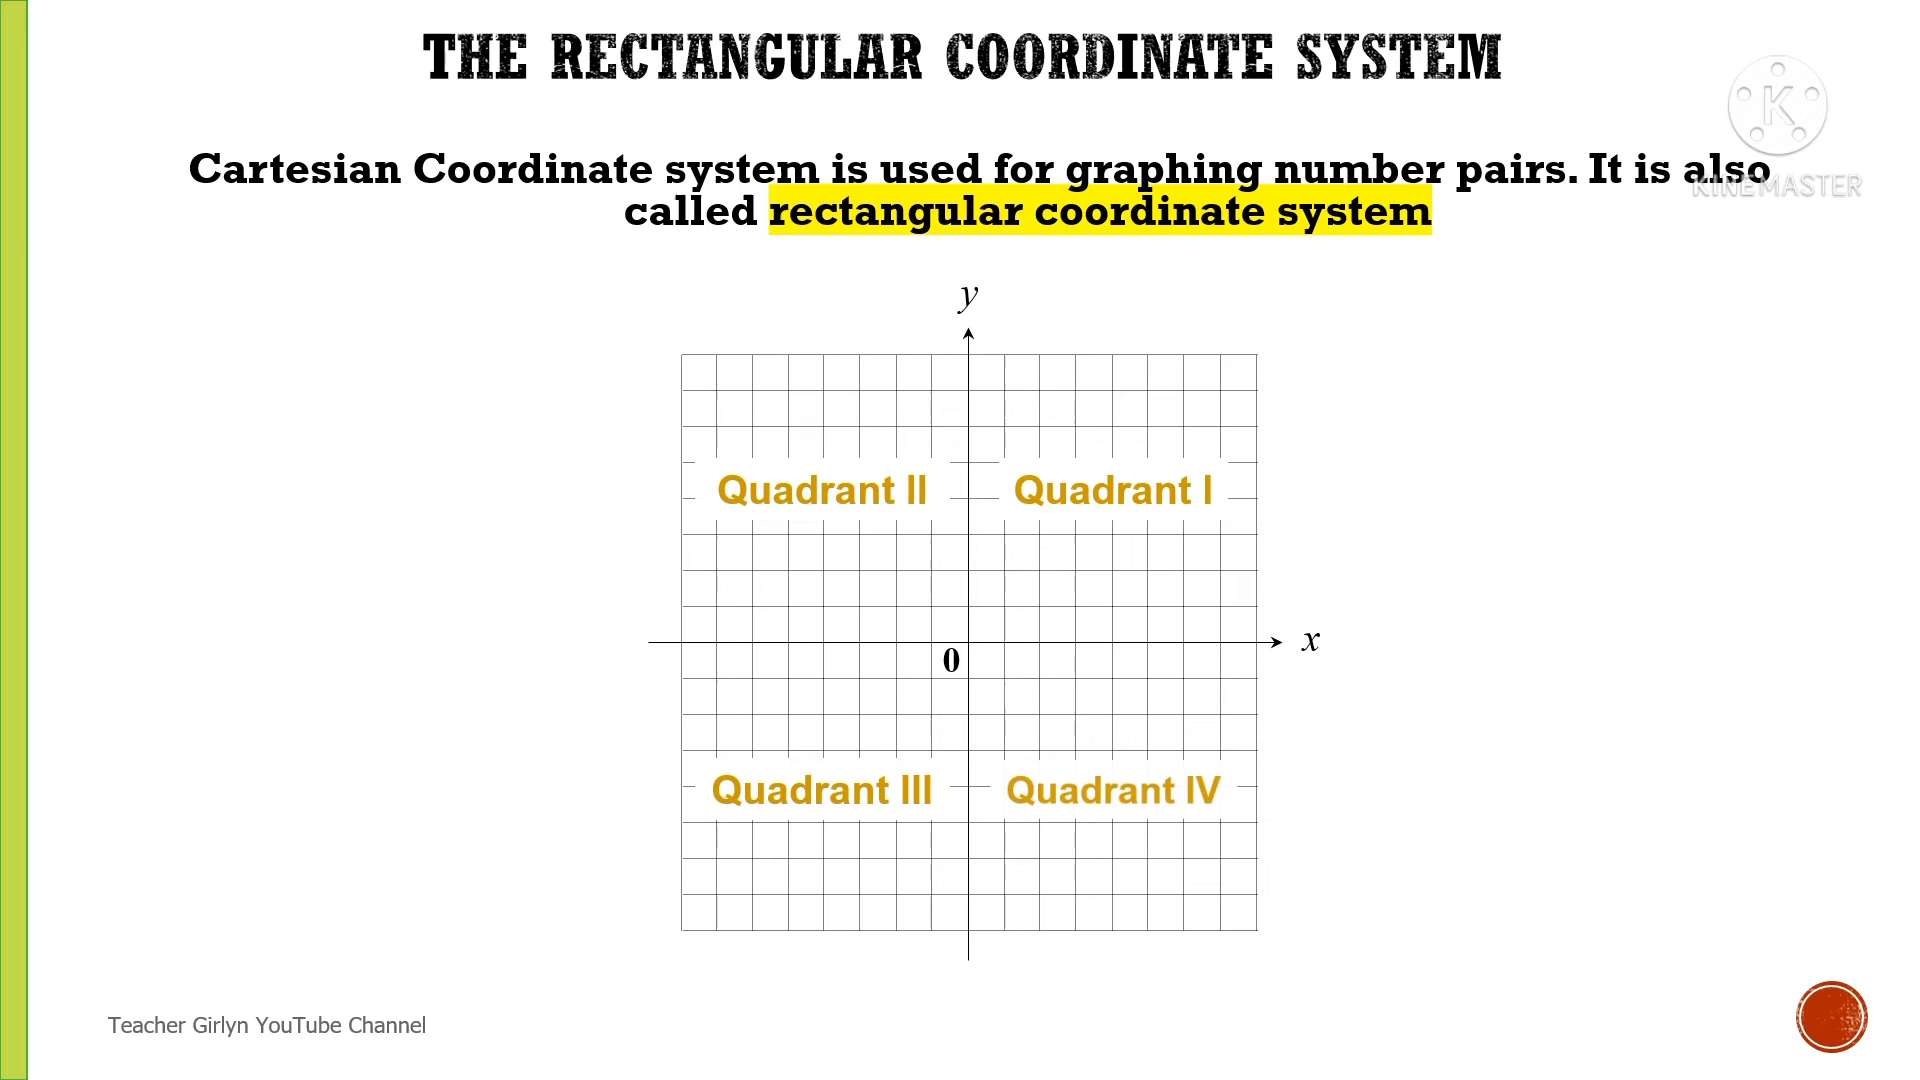 THE RECTANGULAR COORDINATE SYSTEM
K
KINEMASTER
Cartesian Coordinate system is used for graphing number pairs. It is also
called rectangular coordinate system
y
Quadrant II Quadrant I
x
0
Quadrant III Quadrant IV
Teacher Girlyn YouTube Channel